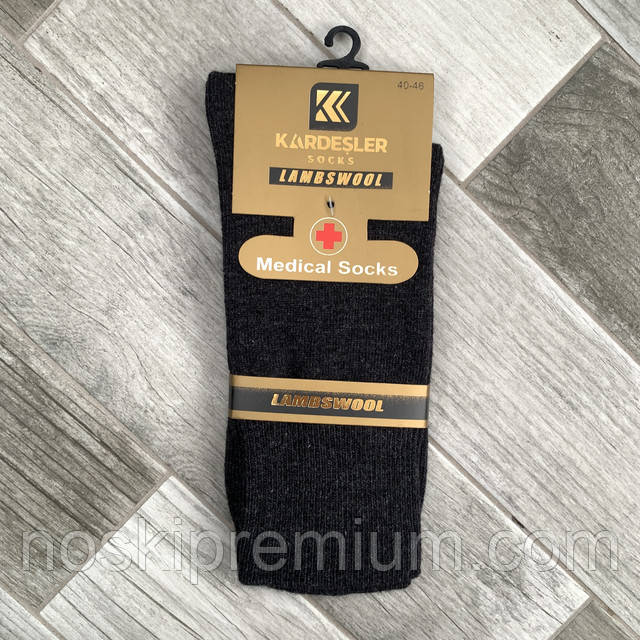 40-46
KARDESLER
SOCKS
LAMBSWOOL
Medical Socks
LAMBSWOOL
noskipremium.com